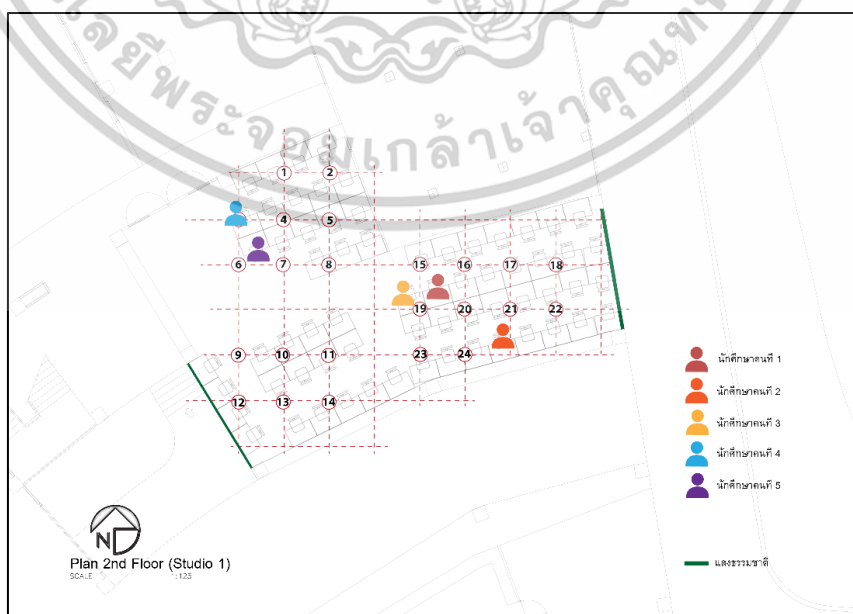 เลยีพระจอมเกล้าเจ้าคุณทห
1 2
4 5
6 7 8 15 16 17 18
19 20 21 22
9 10 11 23 24
12 13 14
นักศึกษาคนที่ 1
นักศึกษาคนที่ 2
นักศึกษาคนที่ 3
นักศึกษาคนที่ 4
นักศึกษาคนที่ 5
แสงธรรมชาติ
N
Plan 2nd Floor (Studio 1)
SCALE 1:125